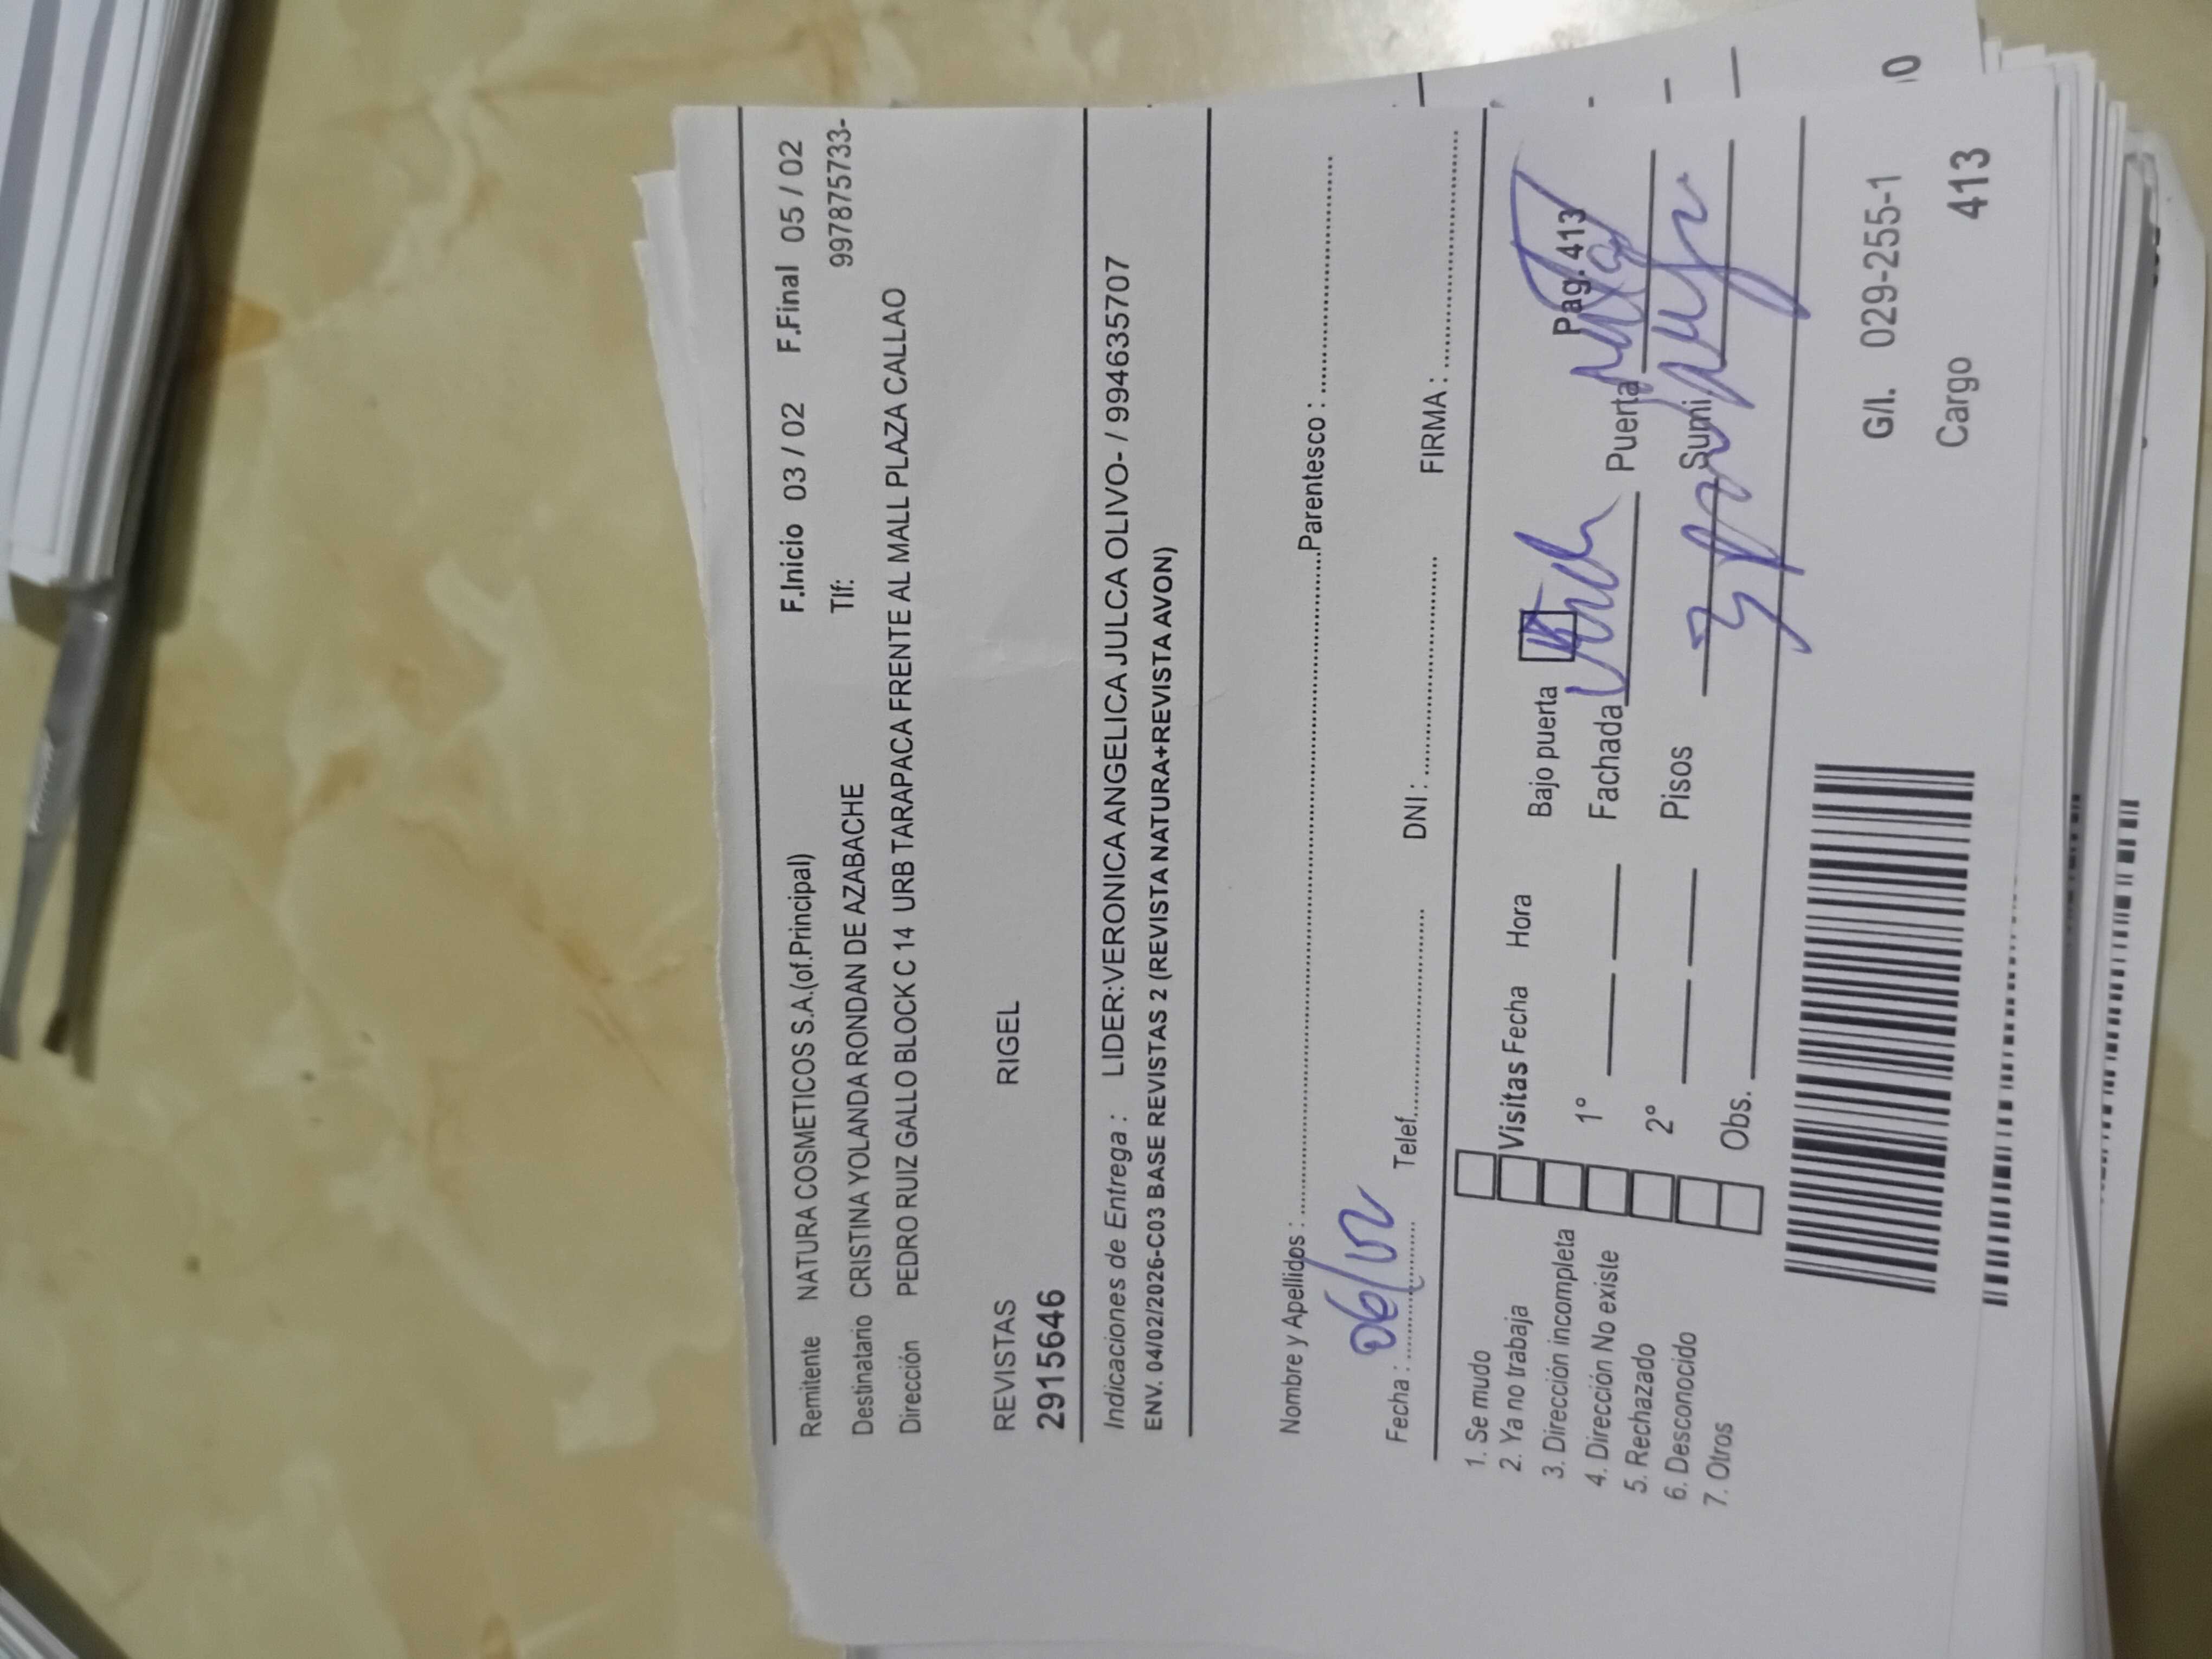 F.Inicio 03 / 02 F.Final 05 / 02
Remitente NATURA COSMETICOS S.A.(of.Principal) Tlf: 997875733-
Destinatario CRISTINA YOLANDA RONDAN DE AZABACHE
Dirección PEDRO RUIZ GALLO BLOCK C 14 URB TARAPACA FRENTE AL MALL PLAZA CALLAO
REVISTAS RIGEL
2915646
Indicaciones de Entrega : LIDER:VERONICA ANGELICA JULCA OLIVO- / 994635707
ENV. 04/02/2026-C03 BASE REVISTAS 2 (REVISTA NATURA+REVISTA AVON)
Nombre y Apellidos : Parentesco :
Fecha : 06/02 Telef. DNI : FIRMA :
1. Se mudo
2. Ya no trabaja
3. Dirección incompleta
4. Dirección No existe
5. Rechazado
6. Desconocido
7. Otros
Visitas Fecha Hora
1°
2°
Obs.
Bajo puerta Pag. 413
Fachada Puerta
Pisos 3 Sumi.
G/I. 029-255-1
Cargo 413